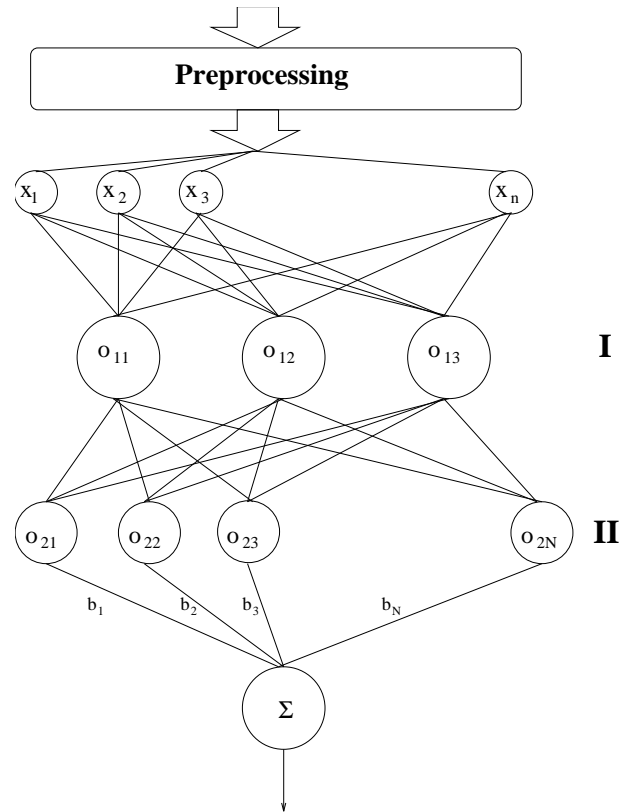 Preprocessing
x1 x2 x3 xn
o11 o12 o13 I
o21 o22 o23 o2N II
b1 b2 b3 bN
Σ